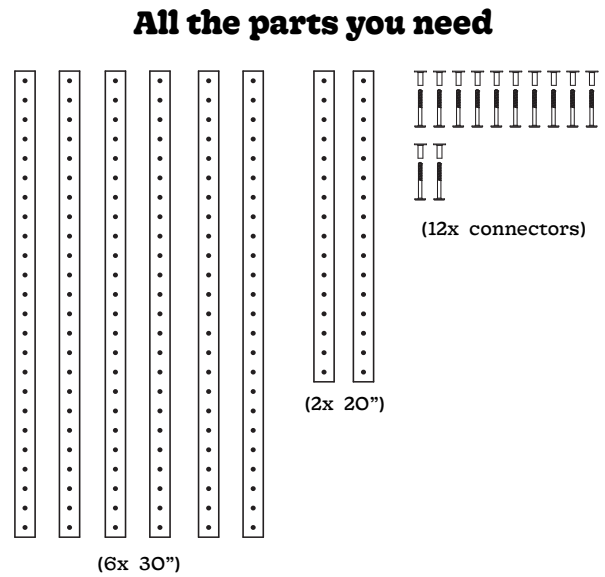 All the parts you need
(12x connectors)
(2x 20”)
(6x 30”)